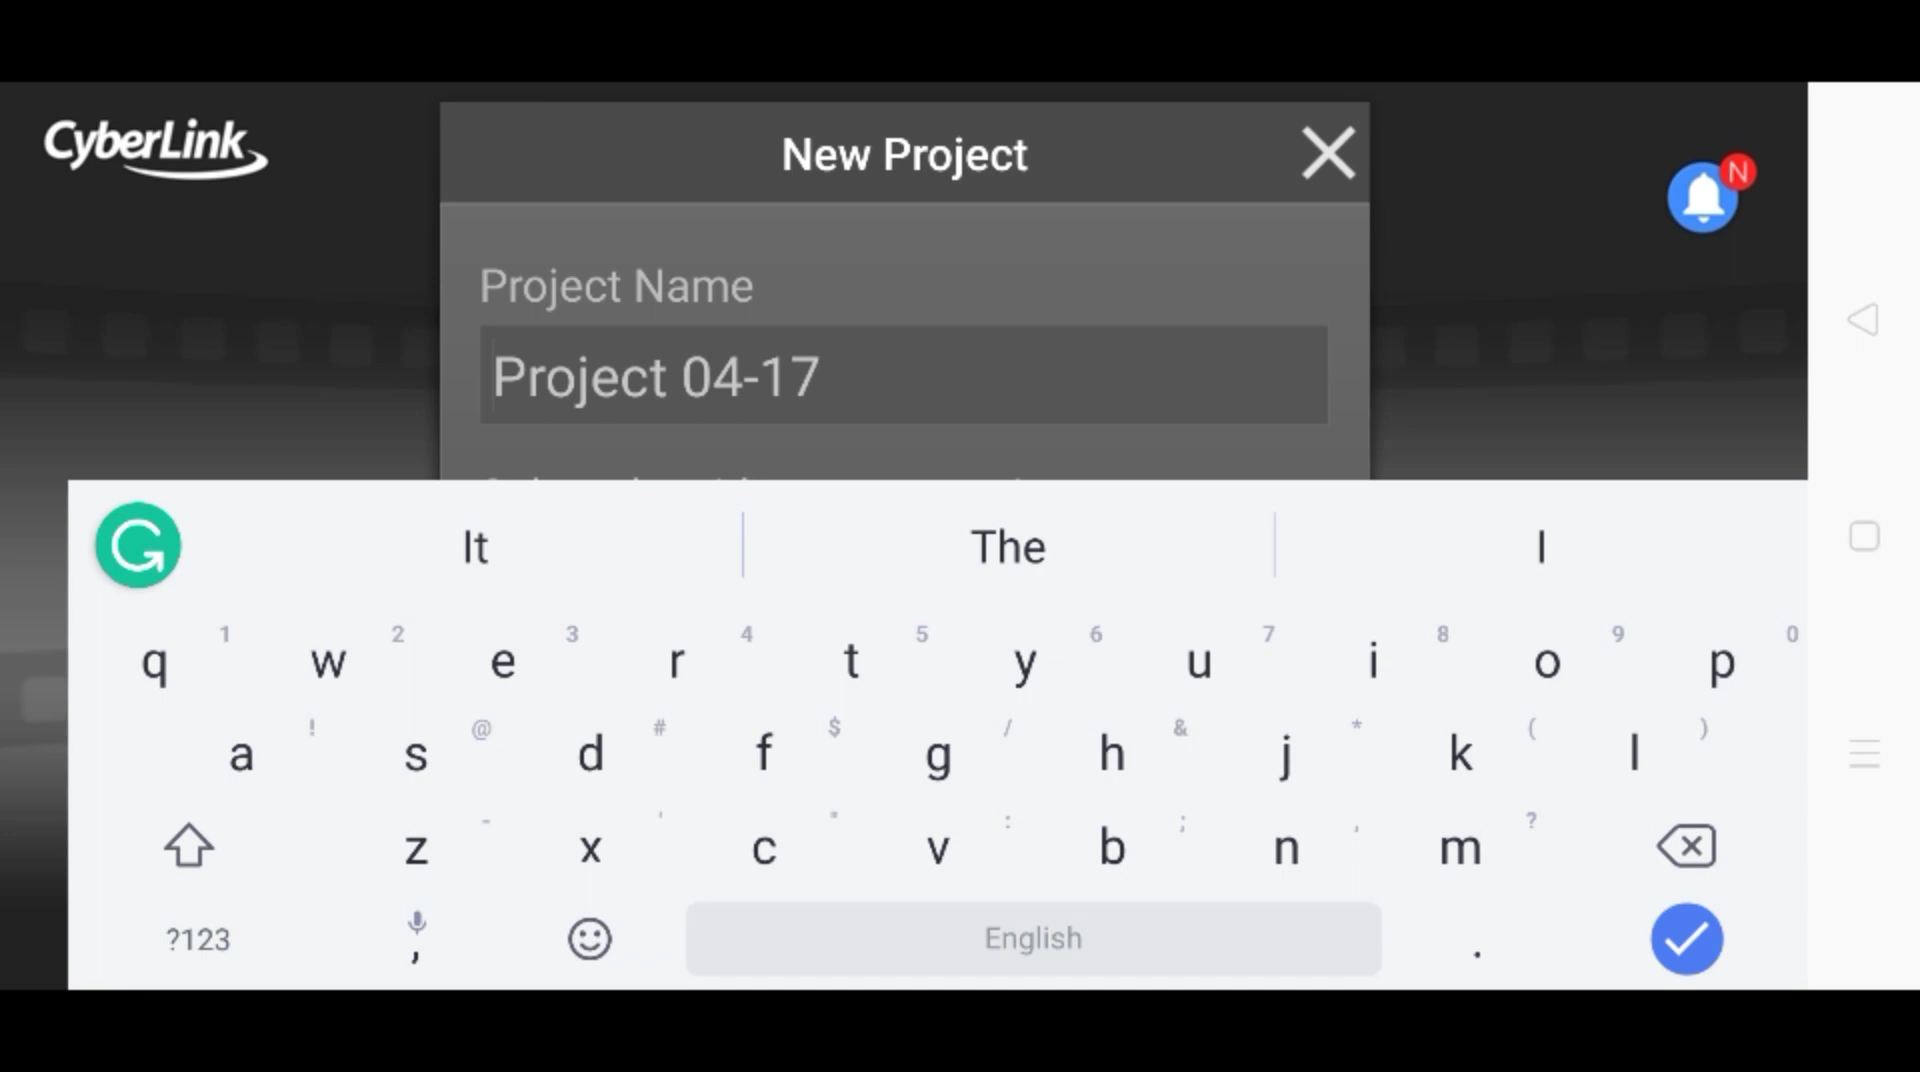 CyberLink
New Project
N
Project Name
Project 04-17
It The I
1 2 3 4 5 6 7 8 9 0
q w e r t y u i o p
! @ # $ / & * ( )
a s d f g h j k l
- ' " : ; , ?
z x c v b n m
?123 , English .